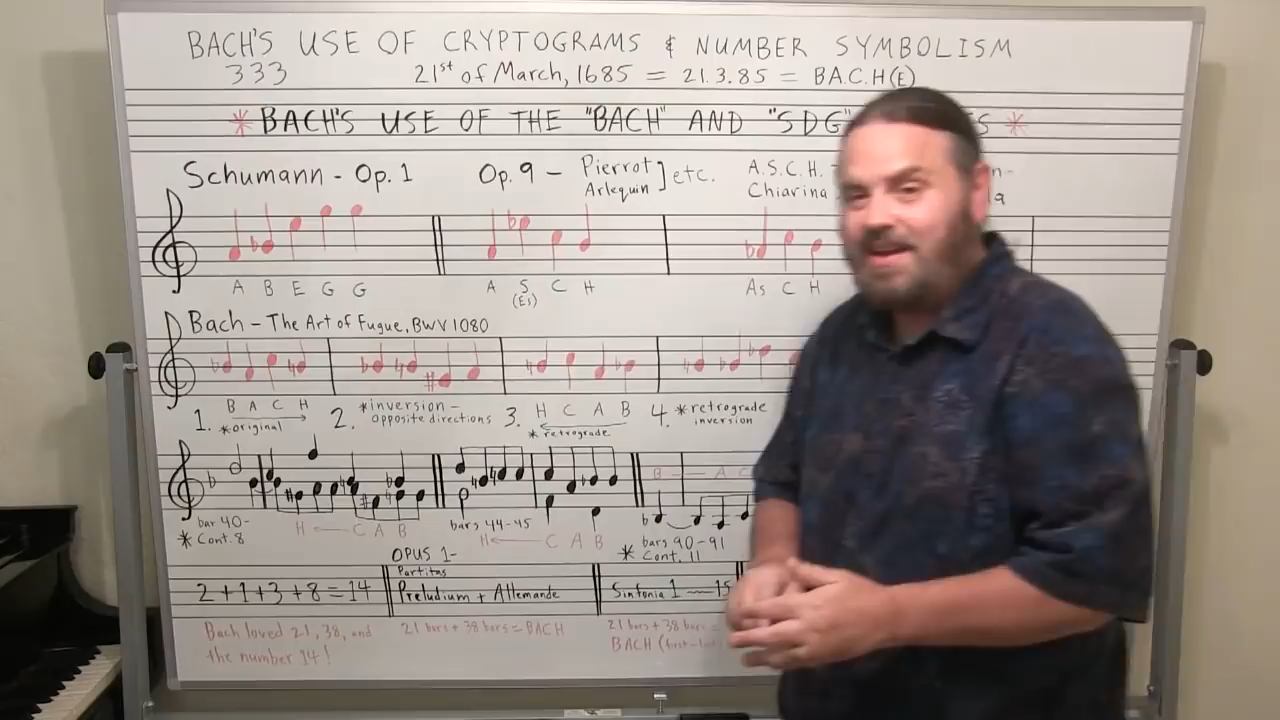 BACH'S USE OF CRYPTOGRAMS & NUMBER SYMBOLISM
333 21st of March, 1685 = 21.3.85 = B.A.C.H(E)
* BACH'S USE OF THE "BACH" AND "SDG" S *
Schumann - Op. 1 Op. 9 - Pierrot Arlequin ] etc. A.S.C.H.
Chiarina
A B E G G A S (Es) C H As C H
Bach - The Art of Fugue, BWV 1080
1. B A C H *original 2. *inversion - opposite directions 3. H C A B *retrograde 4. *retrograde inversion
B A C
bar 40- * Cont. 8 H C A B bars 44-45 H C A B * bars 90-91 Cont. 11
OPUS 1-
Partitas
2+1+3+8=14 Preludium + Allemande Sinfonia 1 — 15
Bach loved 21, 38, and 21 bars + 38 bars = BACH 21 bars + 38 bars =
the number 14! BACH